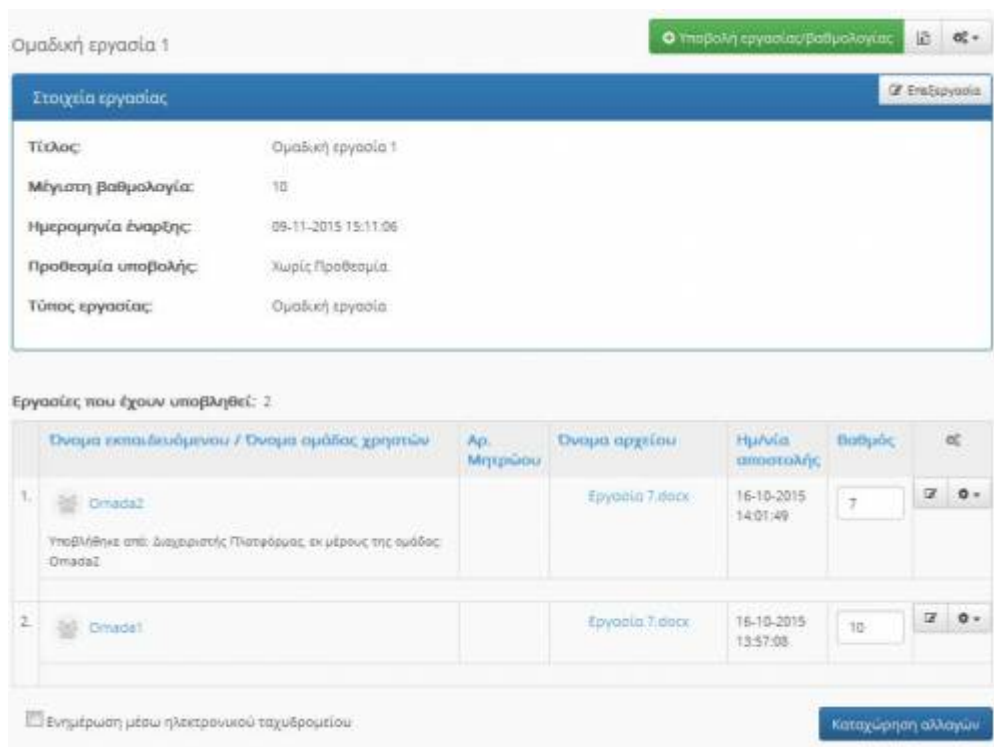 Ομαδική εργασία 1
Υποβολή εργασίας/βαθμολογίας
Στοιχεία εργασίας
Επεξεργασία
Τίτλος: Ομαδική εργασία 1
Μέγιστη βαθμολογία: 10
Ημερομηνία έναρξης: 09-11-2015 15:11:06
Προθεσμία υποβολής: Χωρίς Προθεσμία.
Τύπος εργασίας: Ομαδική εργασία
Εργασίες που έχουν υποβληθεί: 2
Όνομα εκπαιδευόμενου / Όνομα ομάδας χρηστών Αρ. Όνομα αρχείου Ημ/νία Βαθμός
Μητρώου αποστολής
1. Omada2 Εργασία 7.docx 16-10-2015 7
14:01:49
Υποβλήθηκε από: Διαχειριστής Πλατφόρμας, εκ μέρους της ομάδας:
Omada2
2. Omada1 Εργασία 7.docx 16-10-2015 10
13:57:08
Ενημέρωση μέσω ηλεκτρονικού ταχυδρομείου
Καταχώρηση αλλαγών